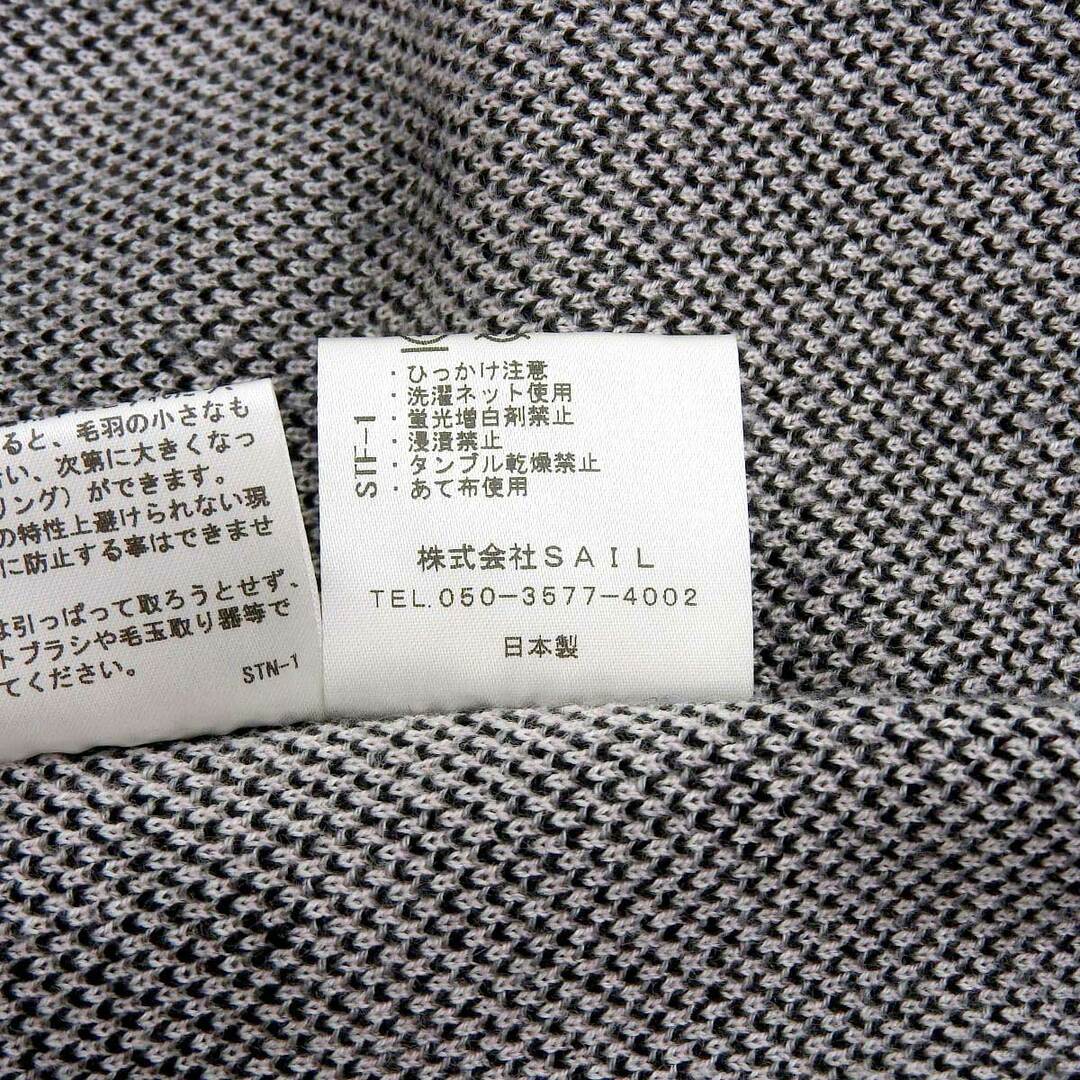 ると、毛羽の小さなも
い、次第に大きくなっ
リング）ができます。
の特性上避けられない現
に防止する事はできませ
は引っぱって取ろうとせず、
トブラシや毛玉取り器等で
てください。
STN-1
STF-1
・ひっかけ注意
・洗濯ネット使用
・蛍光増白剤禁止
・浸漬禁止
・タンブル乾燥禁止
・あて布使用
株式会社SAIL
TEL.050-3577-4002
日本製